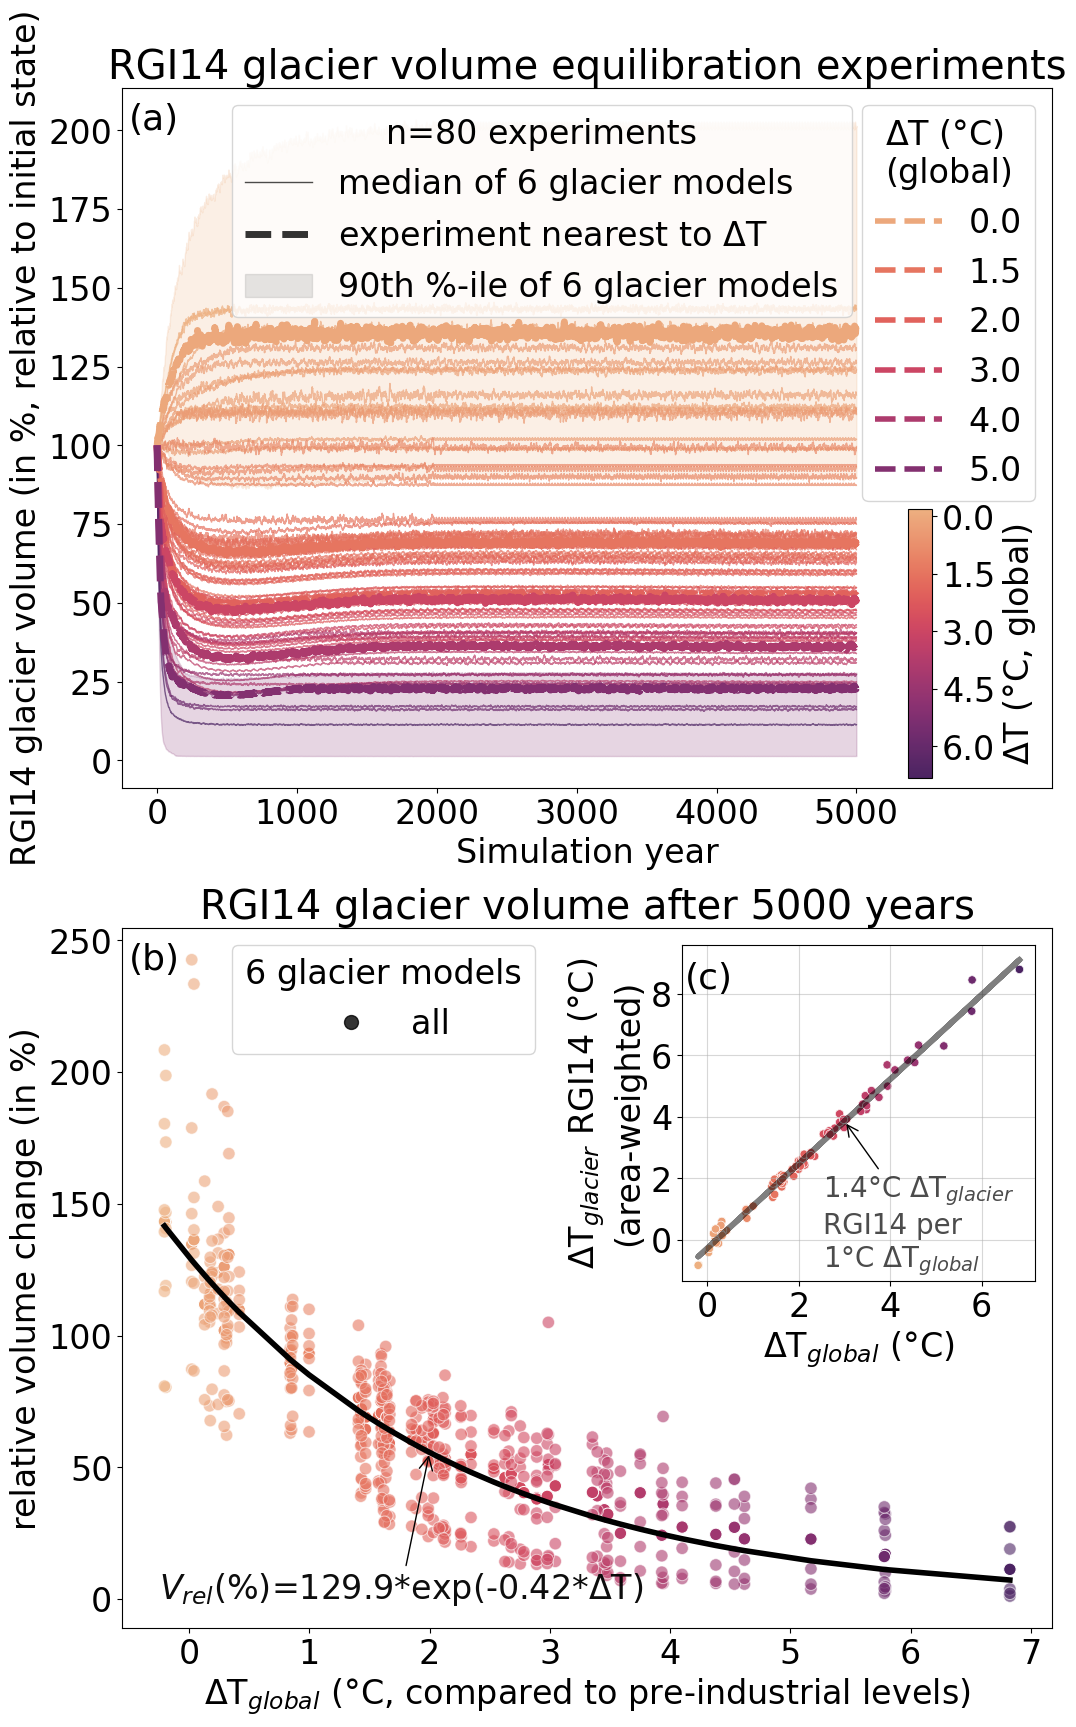 RGI14 glacier volume equilibration experiments
(a)
RGI14 glacier volume (in %, relative to initial state)
200
175
150
125
100
75
50
25
0
n=80 experiments
median of 6 glacier models
experiment nearest to ΔT
90th %-ile of 6 glacier models
ΔT (°C)
(global)
0.0
1.5
2.0
3.0
4.0
5.0
0.0
1.5
3.0
4.5
6.0
ΔT (°C, global)
0 1000 2000 3000 4000 5000
Simulation year
RGI14 glacier volume after 5000 years
(b)
relative volume change (in %)
250
200
150
100
50
0
6 glacier models
all
(c)
ΔTglacier RGI14 (°C)
(area-weighted)
8
6
4
2
0
1.4°C ΔTglacier
RGI14 per
1°C ΔTglobal
0 2 4 6
ΔTglobal (°C)
Vrel(%)=129.9*exp(-0.42*ΔT)
0 1 2 3 4 5 6 7
ΔTglobal (°C, compared to pre-industrial levels)